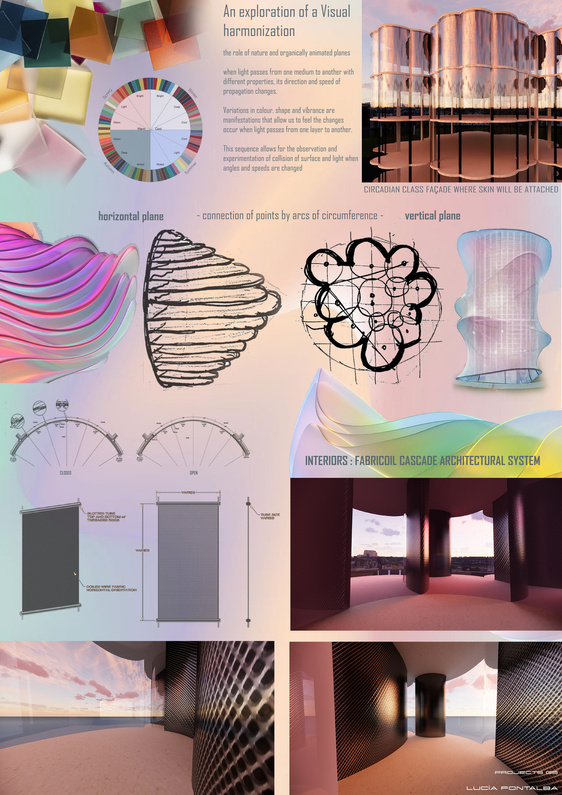 An exploration of a Visual
harmonization
the role of nature and organically animated planes
when light passes from one medium to another with
different properties, its direction and speed of
propagation changes.
Variations in colour, shape and vibrance are
manifestations that allow us to feel the changes
occur when light passes from one layer to another.
This sequence allows for the observation and
experimentation of collision of surface and light when
angles and speeds are changed
CIRCADIAN CLASS FAÇADE WHERE SKIN WILL BE ATTACHED
horizontal plane - connection of points by arcs of circumference - vertical plane
CLOSED
OPEN
INTERIORS : FABRICOIL CASCADE ARCHITECTURAL SYSTEM
SLOTTED TUBE
TOP AND BOTTOM W/
THREADED RODS
COILED WIRE FABRIC
HORIZONTAL ORIENTATION
VARIES
VARIES
TUBE SIZE
VARIES
PROJECTS
LUCÍA FONTALBA